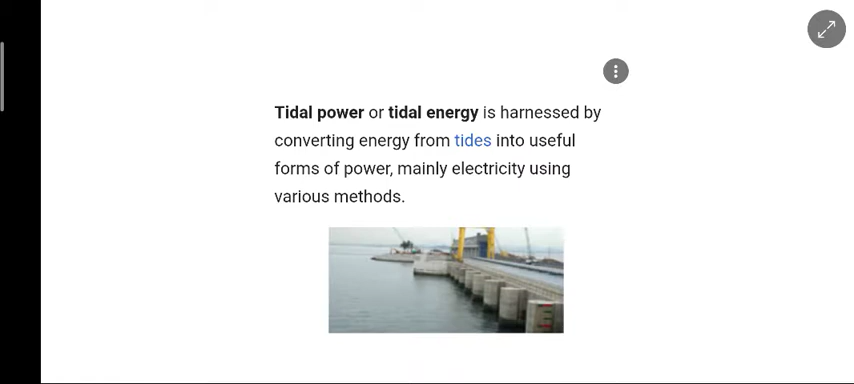 Tidal power or tidal energy is harnessed by
converting energy from tides into useful
forms of power, mainly electricity using
various methods.